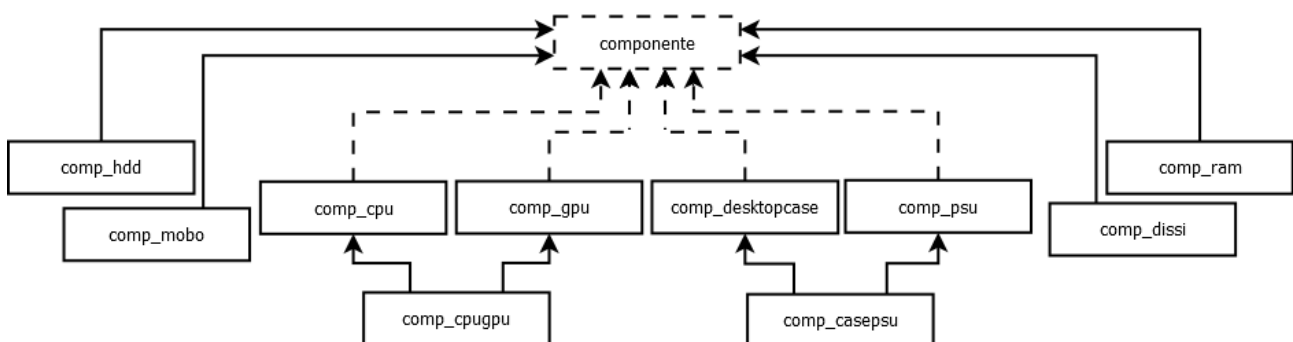 componente
comp_hdd
comp_ram
comp_cpu
comp_gpu
comp_desktopcase
comp_psu
comp_mobo
comp_dissi
comp_cpugpu
comp_casepsu